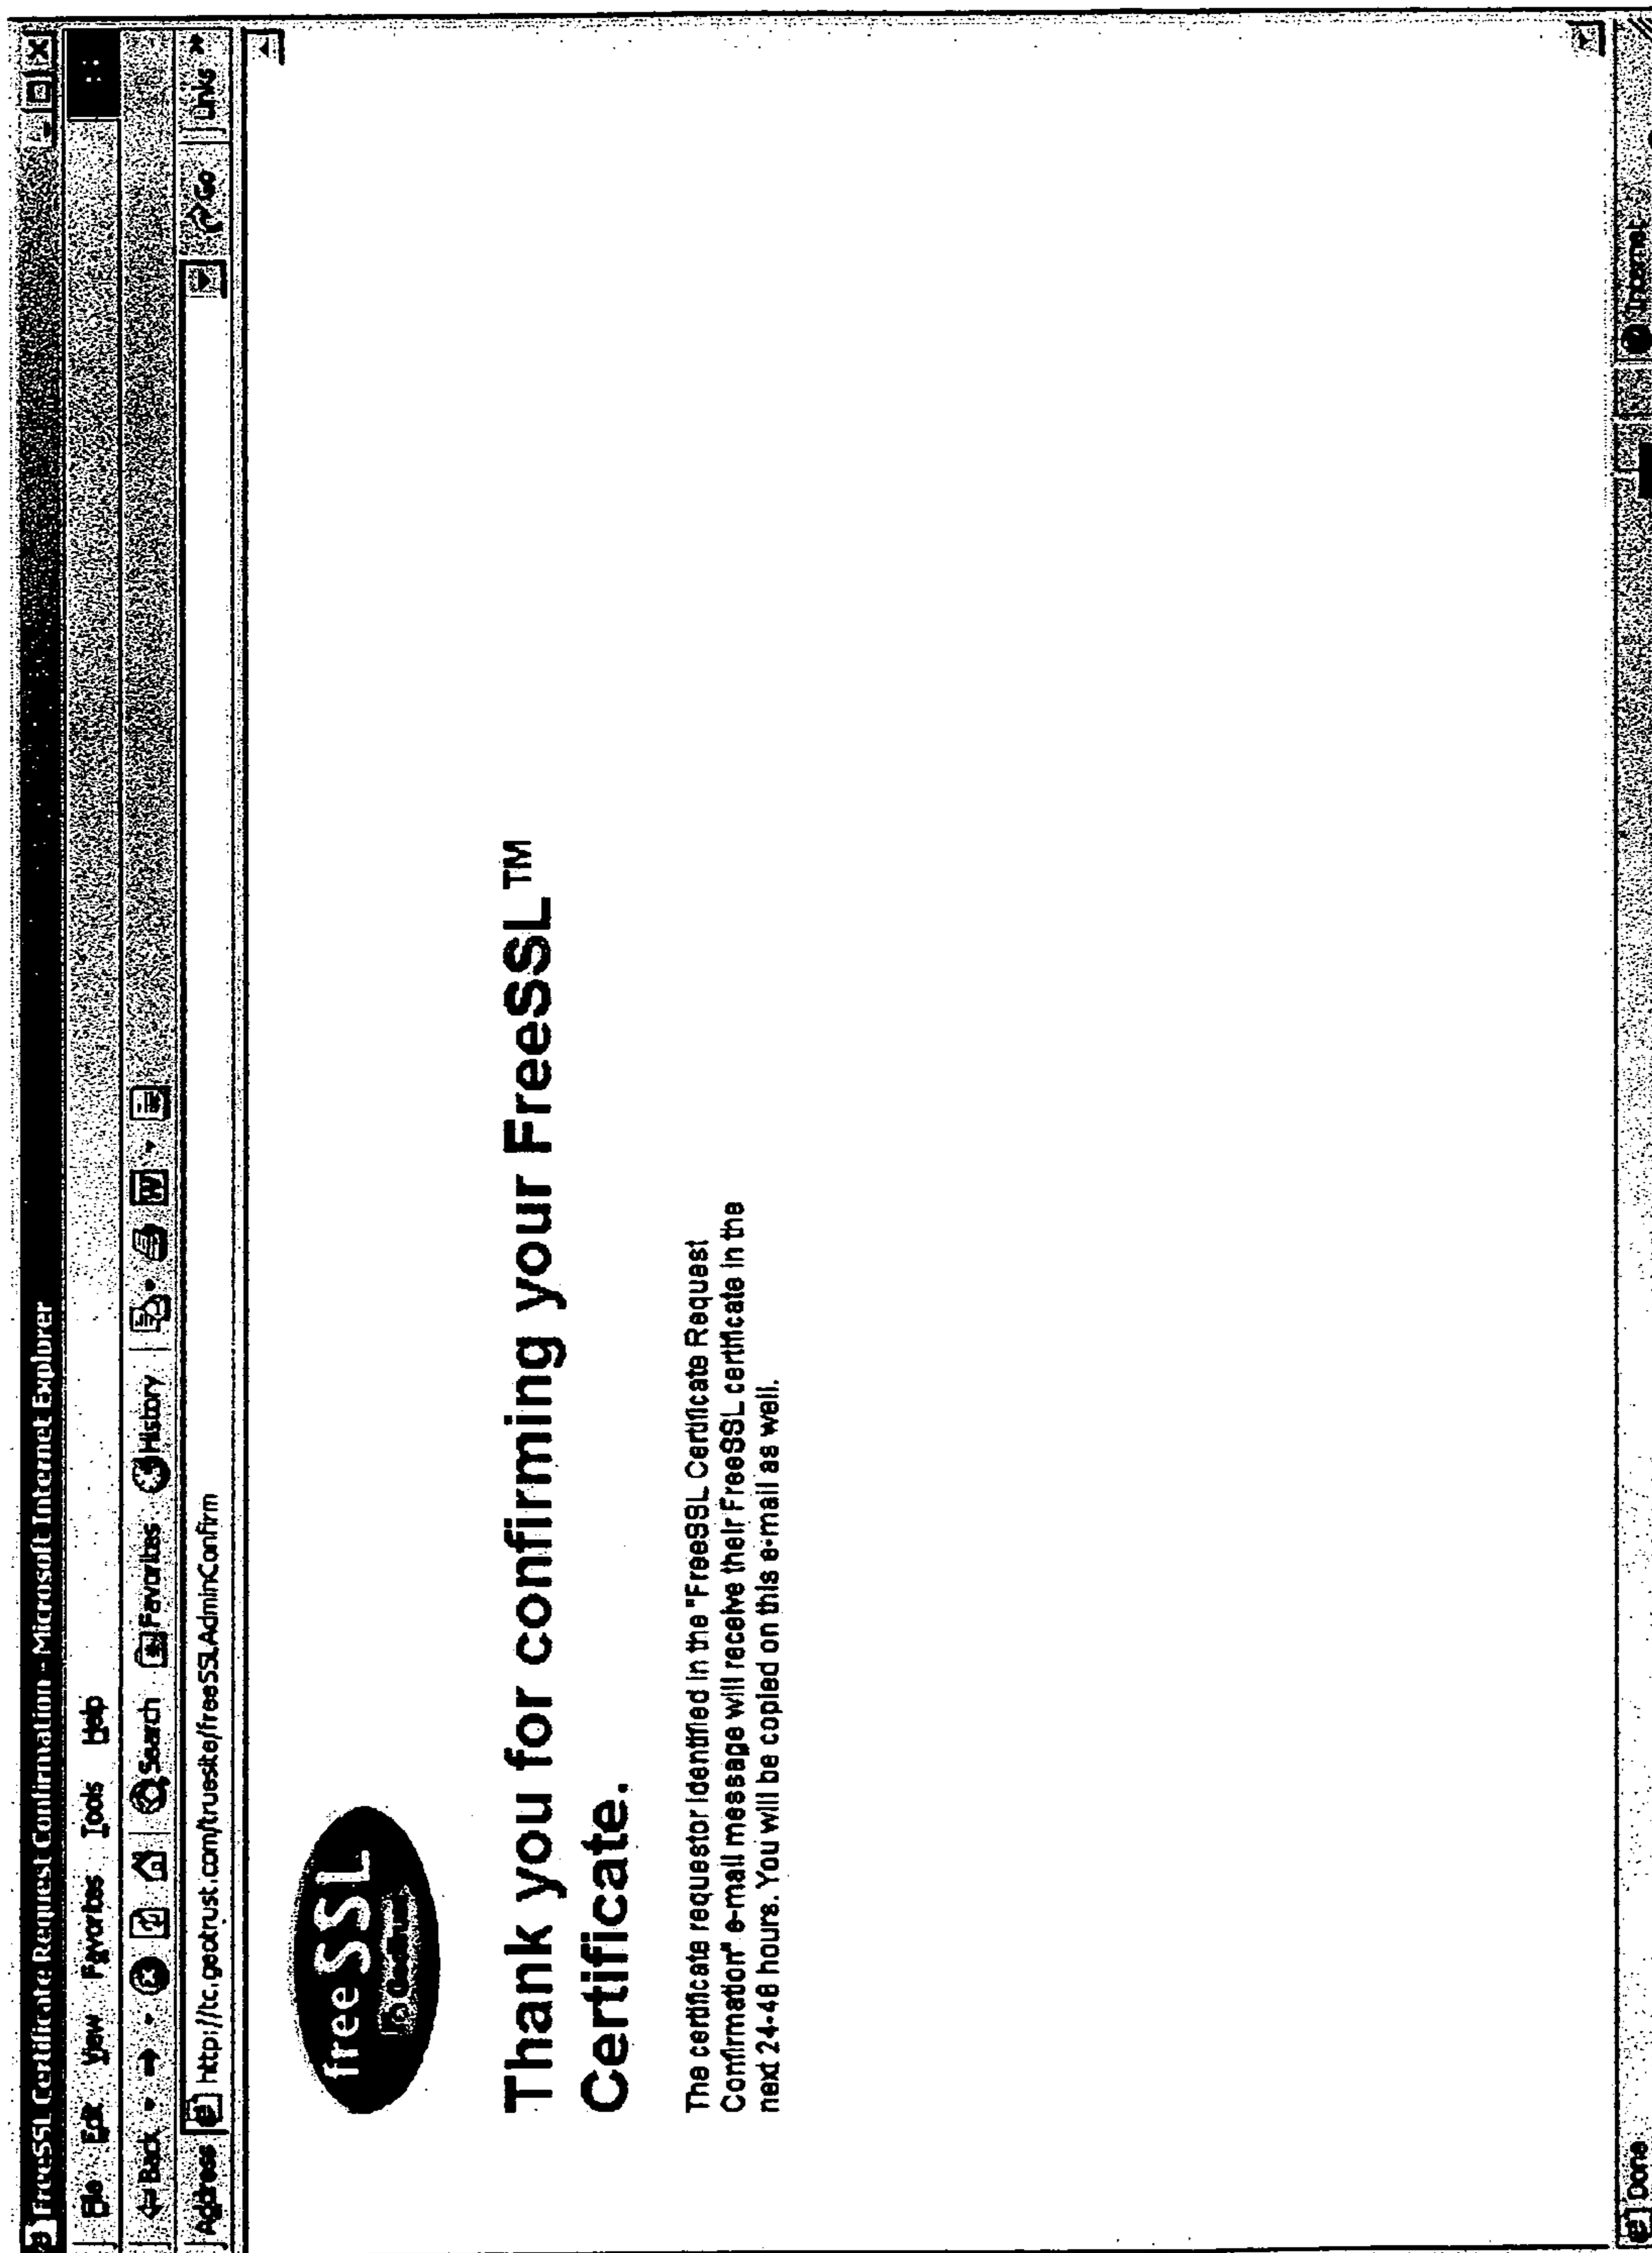 FreeSSL Certificate Request Confirmation - Microsoft Internet Explorer
File Edit View Favorites Tools Help
Back Search Favorites History
Address http://tc.geotrust.com/truesite/freeSSLAdminConfirm Go Links »
free SSL
by GeoTrust
Thank you for confirming your FreeSSL™
Certificate.
The certificate requestor identified in the "FreeSSL Certificate Request
Confirmation" e-mail message will receive their FreeSSL certificate in the
next 24-48 hours. You will be copied on this e-mail as well.
Done Internet